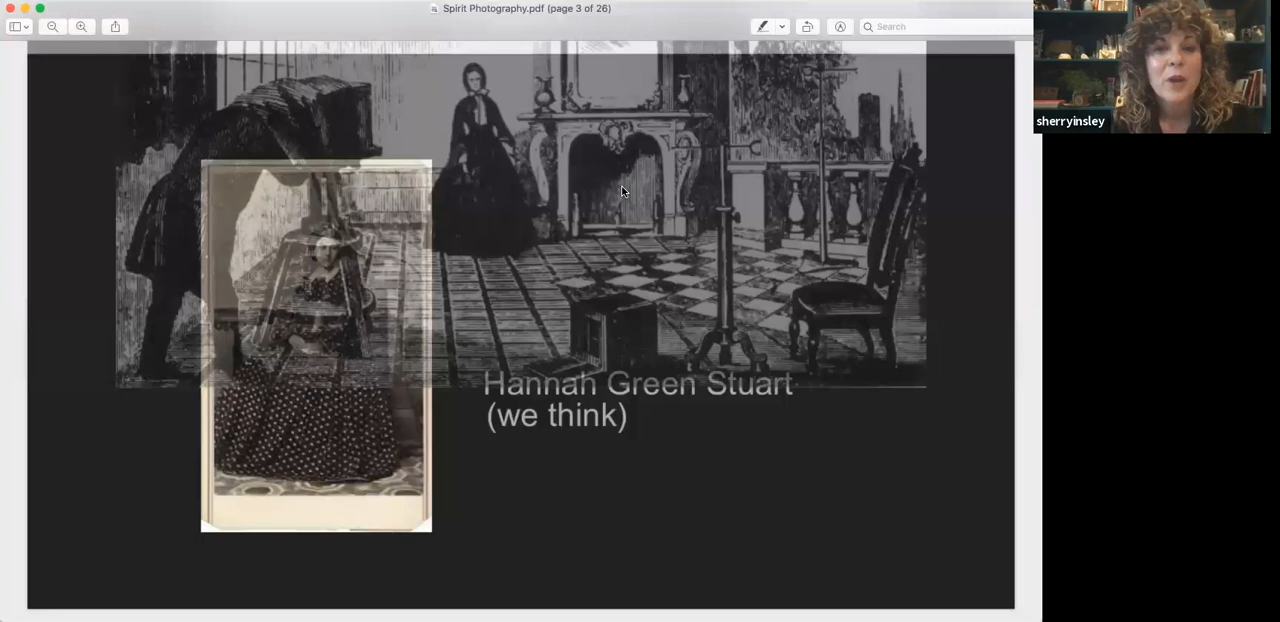 Spirit Photography.pdf (page 3 of 26)
Search
sherryinsley
Hannah Green Stuart
(we think)